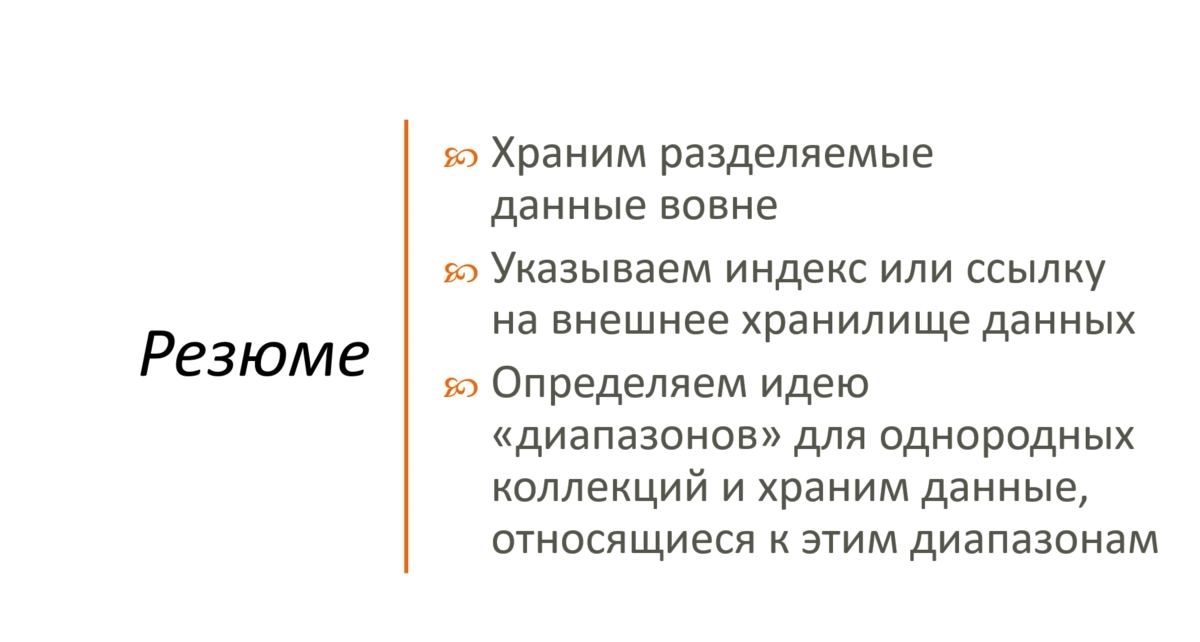 Резюме
Храним разделяемые
данные вовне
Указываем индекс или ссылку
на внешнее хранилище данных
Определяем идею
«диапазонов» для однородных
коллекций и храним данные,
относящиеся к этим диапазонам